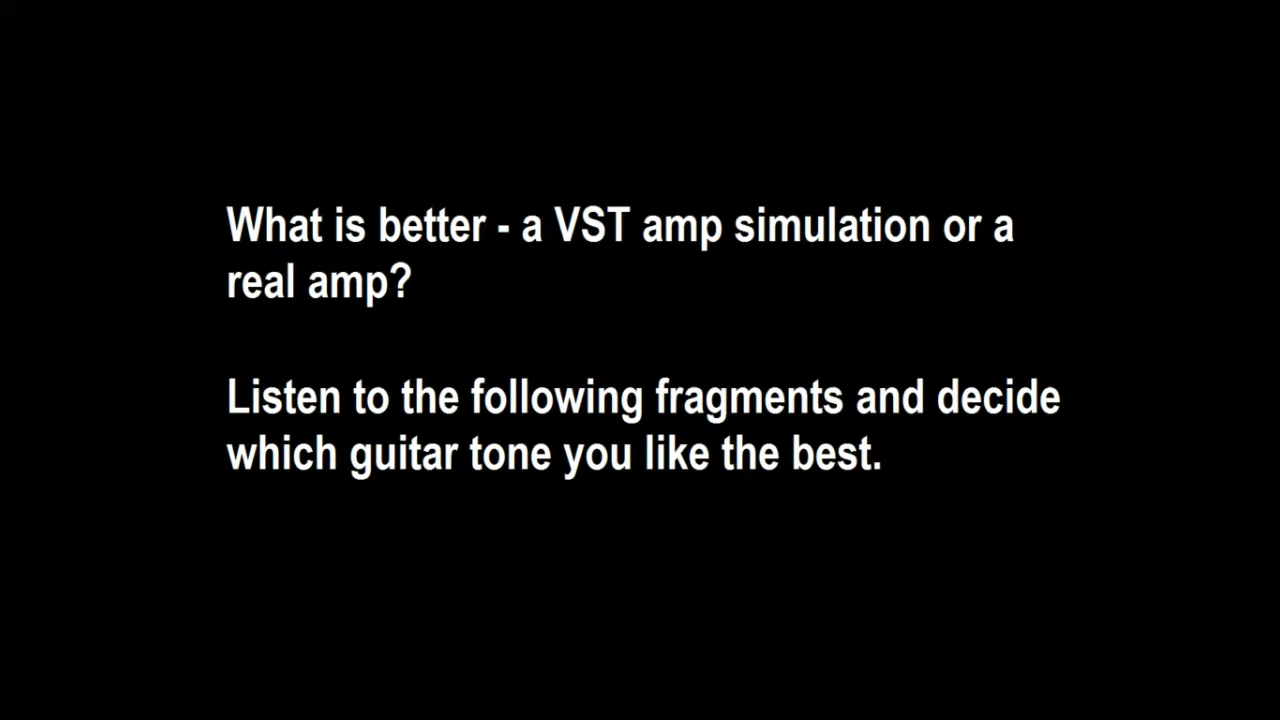 What is better - a VST amp simulation or a
real amp?
Listen to the following fragments and decide
which guitar tone you like the best.